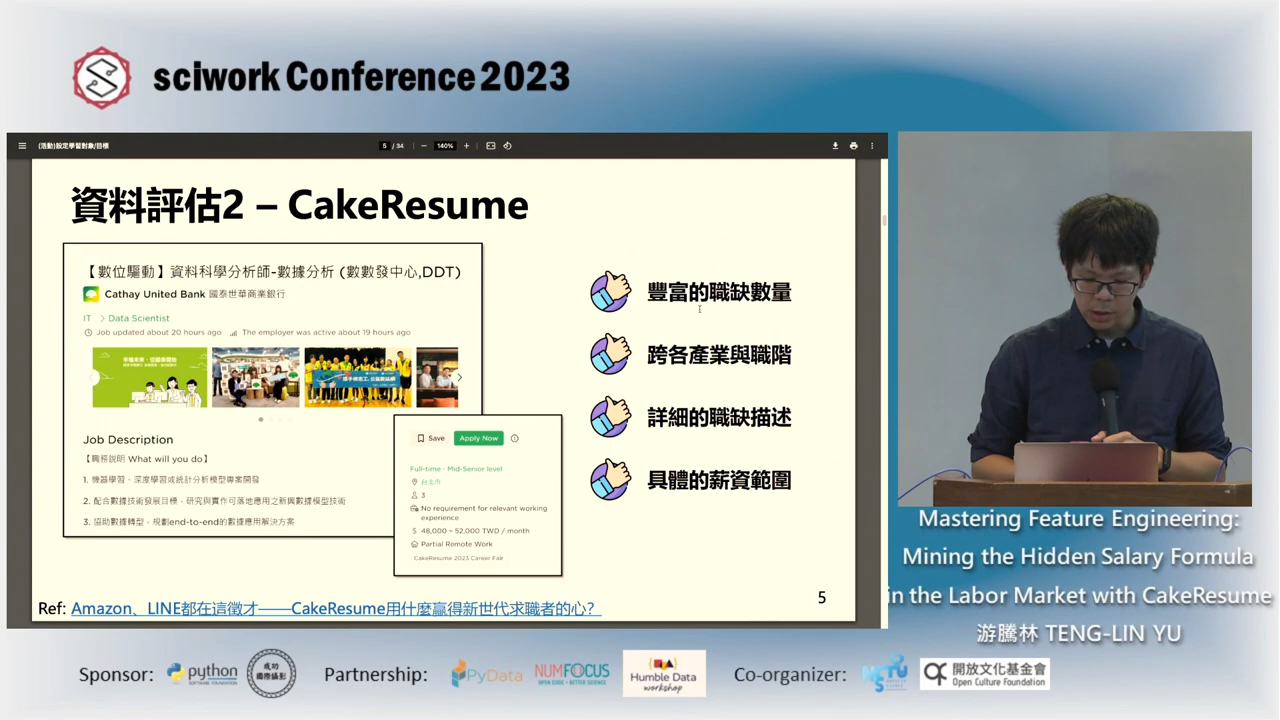 sciwork Conference 2023
(活動)設定學習對象/目標
5 / 34
140%
資料評估2 – CakeResume
【數位驅動】資料科學分析師-數據分析 (數數發中心,DDT)
Cathay United Bank 國泰世華商業銀行
IT > Data Scientist
Job updated about 20 hours ago The employer was active about 19 hours ago
Job Description
【職務說明 What will you do】
1. 機器學習、深度學習或統計分析模型專案開發
2. 配合數據技術發展目標，研究與實作可落地應用之新興數據模型技術
3. 協助數據轉型，規劃end-to-end的數據應用解決方案
Save Apply Now
Full-time · Mid-Senior level
台北市
3
No requirement for relevant working
experience
$ 48,000 ~ 52,000 TWD / month
Partial Remote Work
CakeResume 2023 Career Fair
豐富的職缺數量
跨各產業與職階
詳細的職缺描述
具體的薪資範圍
Ref: Amazon、LINE都在這徵才——CakeResume用什麼贏得新世代求職者的心？
5
Mastering Feature Engineering:
Mining the Hidden Salary Formula
in the Labor Market with CakeResume
游騰林 TENG-LIN YU
Sponsor:
python
SOFTWARE FOUNDATION
成功
國際攝影
Partnership:
PyData
NUMFOCUS
OPEN CODE = BETTER SCIENCE
Humble Data
workshop
Co-organizer:
開放文化基金會
Open Culture Foundation